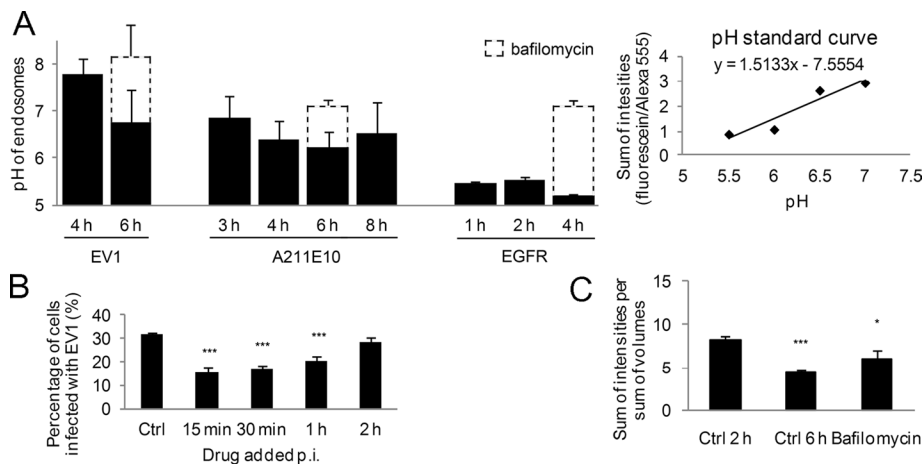 A
pH of endosomes
8
7
6
5
bafilomycin
4 h 6 h
3 h 4 h 6 h 8 h
1 h 2 h 4 h
EV1
A211E10
EGFR
pH standard curve
y = 1.5133x - 7.5554
Sum of intesities
(fluorescein/Alexa 555)
4
3
2
1
0
5 5.5 6 6.5 7 7.5
pH
B
Percentage of cells
infected with EV1 (%)
40
30
20
10
0
*** *** ***
Ctrl 15 min 30 min 1 h 2 h
Drug added p.i.
C
Sum of intensities per
sum of volumes
15
10
5
0
*** *
Ctrl 2 h Ctrl 6 h Bafilomycin